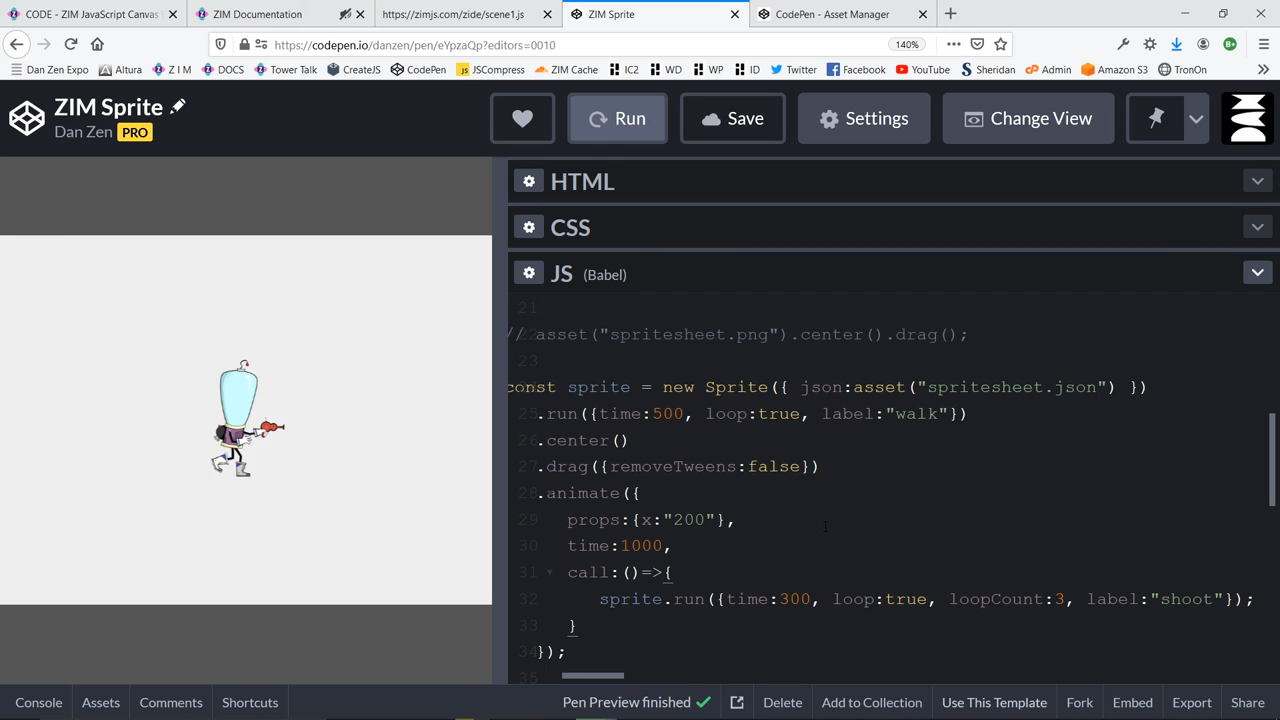 CODE - ZIM JavaScript Canvas
ZIM Documentation
https://zimjs.com/zide/scene1.js
ZIM Sprite
CodePen - Asset Manager
https://codepen.io/danzen/pen/eYpzaQp?editors=0010
140%
Dan Zen Expo
Altura
Z I M
DOCS
Tower Talk
CreateJS
CodePen
JSCompress
ZIM Cache
IC2
WD
WP
ID
Twitter
Facebook
YouTube
Sheridan
Admin
Amazon S3
TronOn
ZIM Sprite
Dan Zen PRO
Run
Save
Settings
Change View
HTML
CSS
JS (Babel)
21
22 // asset("spritesheet.png").center().drag();
23
const sprite = new Sprite({ json:asset("spritesheet.json") })
25 .run({time:500, loop:true, label:"walk"})
26 .center()
27 .drag({removeTweens:false})
28 .animate({
29 props:{x:"200"},
30 time:1000,
31 call:()=>{
32 sprite.run({time:300, loop:true, loopCount:3, label:"shoot"});
33 }
34 });
35
Console
Assets
Comments
Shortcuts
Pen Preview finished
Delete
Add to Collection
Use This Template
Fork
Embed
Export
Share